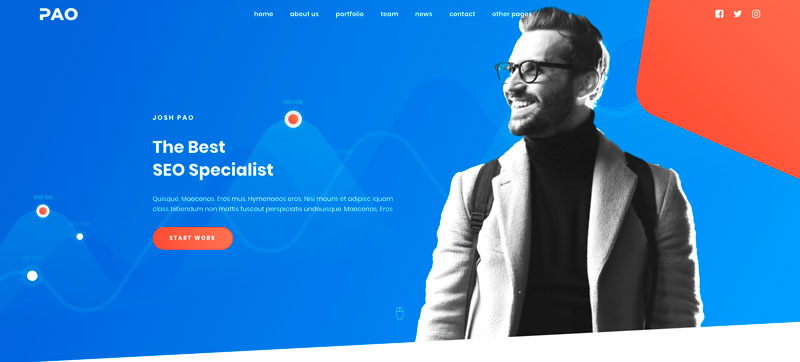 PAO
home about us portfolio team news contact other pages
JOSH PAO
The Best
SEO Specialist
Quisque. Maecenas. Eros mus. Hymenaeos eros. Nisi mauris et adipisc iquam
class bibendum non mattis fusceut perspiciatis undeuisque. Maecenas. Eros
START WORK